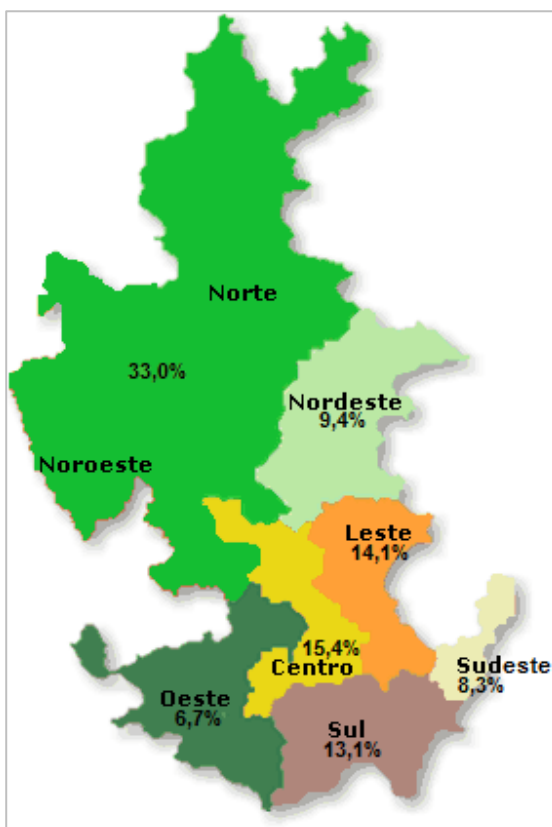 Norte
33,0%
Nordeste
9,4%
Noroeste
Leste
14,1%
15,4%
Centro
Sudeste
8,3%
Oeste
6,7%
Sul
13,1%